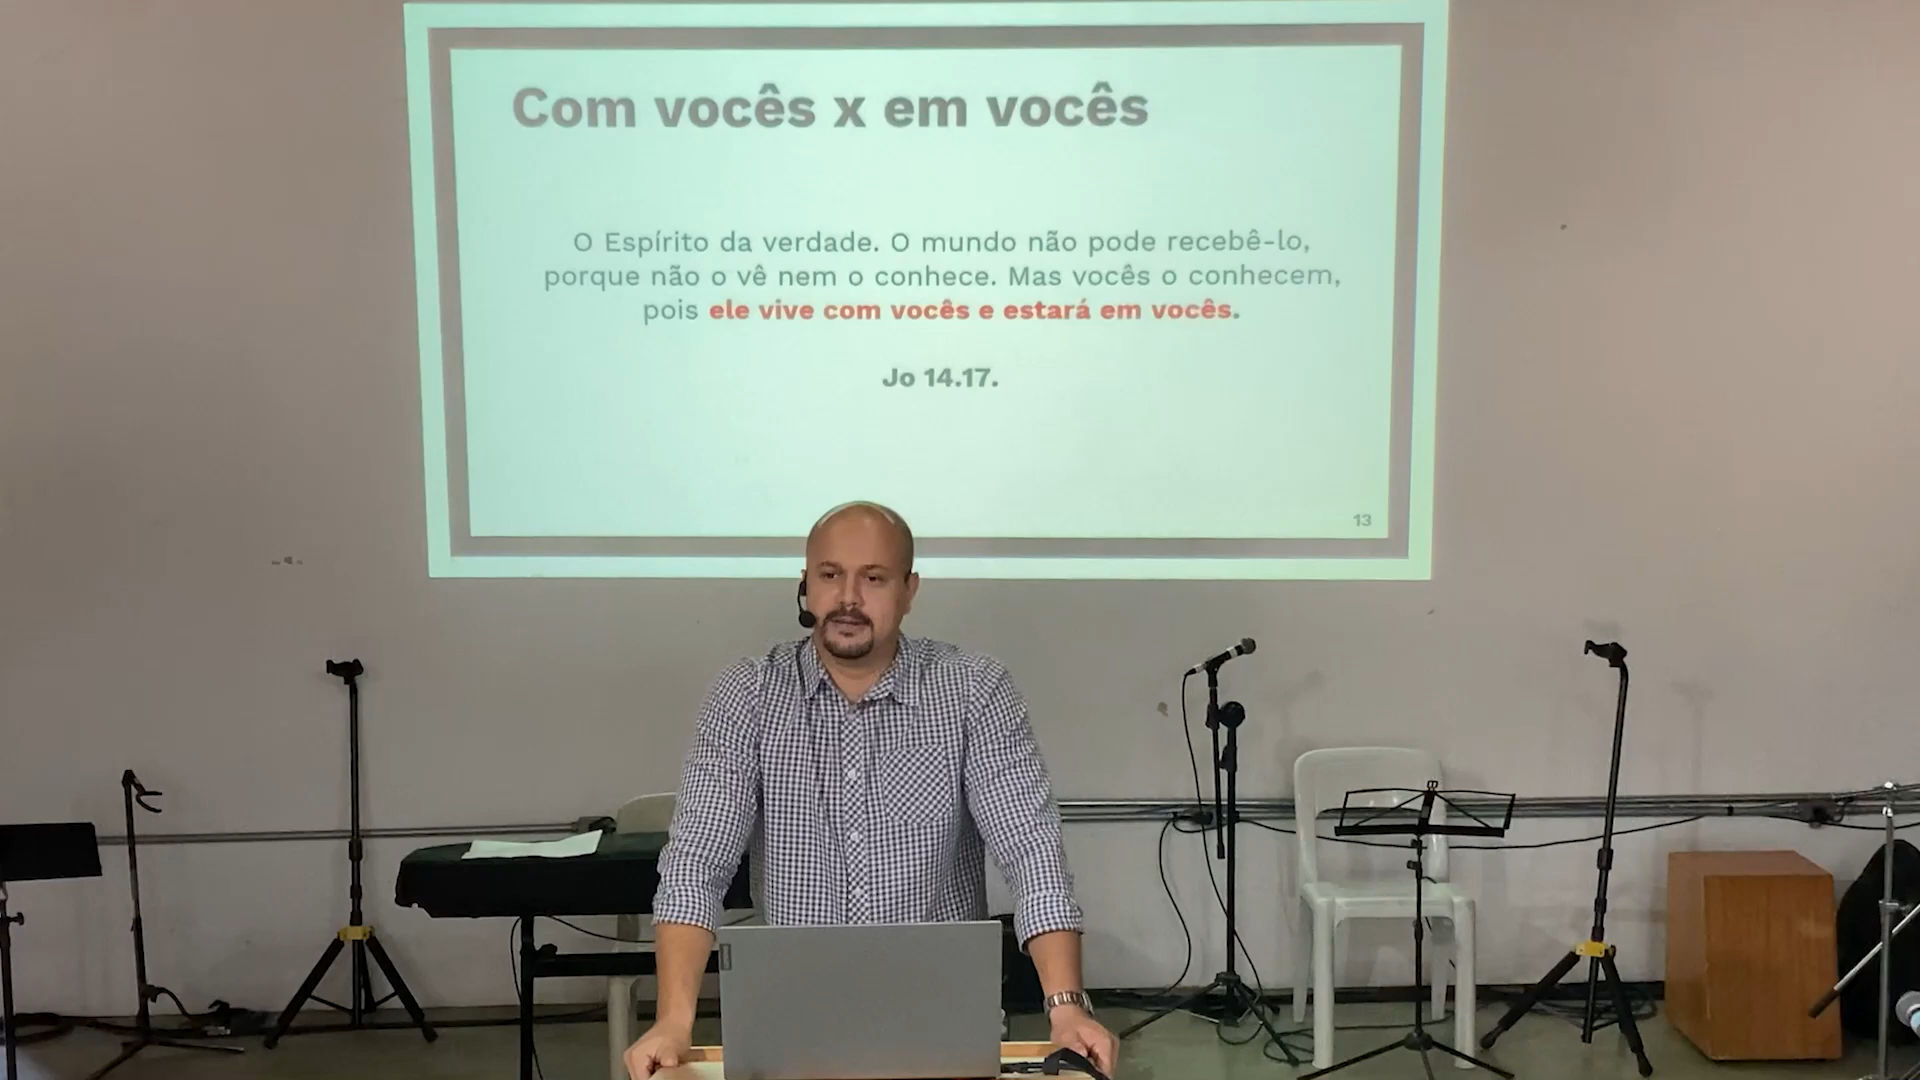 Com vocês x em vocês
O Espírito da verdade. O mundo não pode recebê-lo,
porque não o vê nem o conhece. Mas vocês o conhecem,
pois ele vive com vocês e estará em vocês.
Jo 14.17.
13